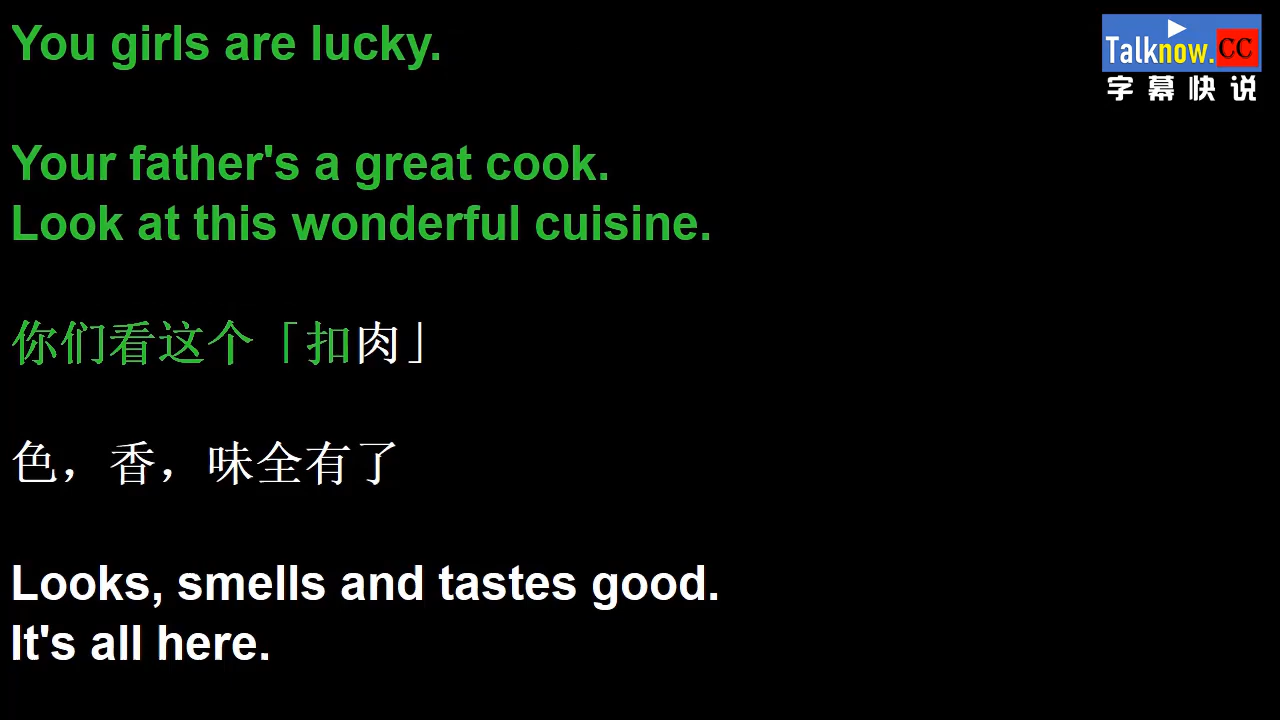 You girls are lucky.
Talknow.CC
字幕快说
Your father's a great cook.
Look at this wonderful cuisine.
你们看这个「扣肉」
色，香，味全有了
Looks, smells and tastes good.
It's all here.